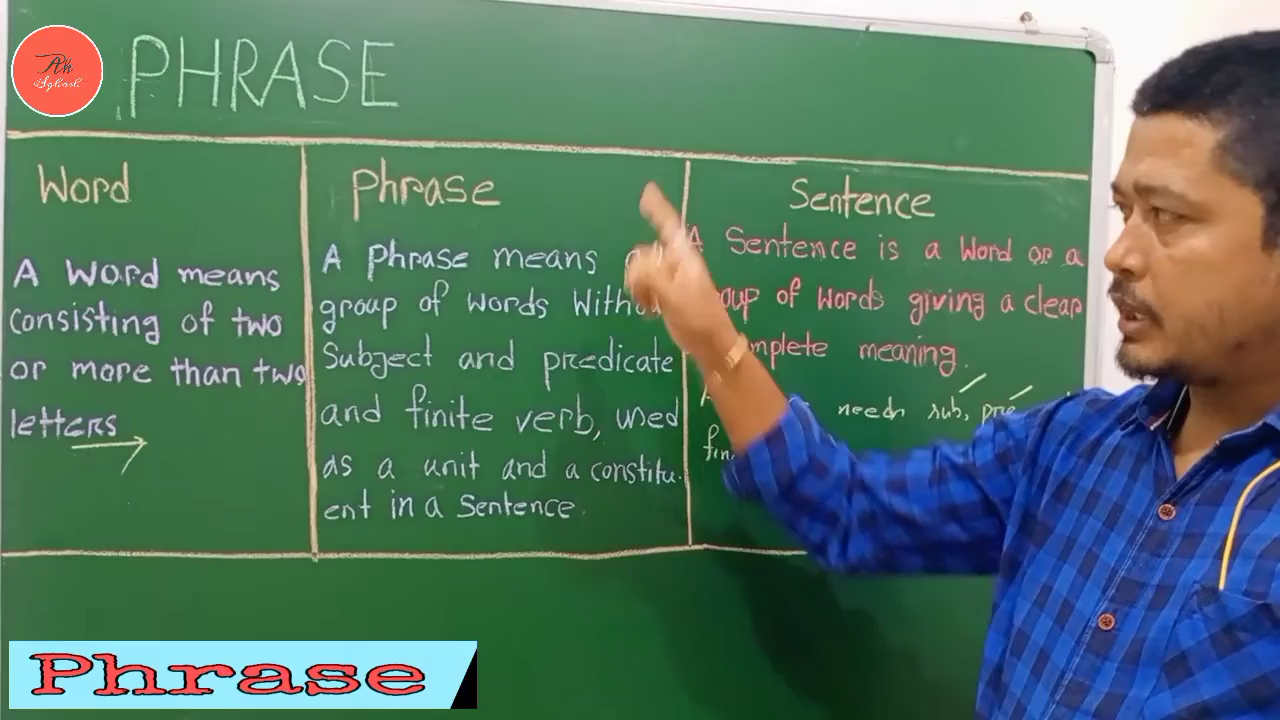 PHRASE
Word
A Word means
Consisting of two
or more than two
letters
Phrase
A Phrase means
group of words
Subject and predicate
and finite verb, used
as a unit and a constitu.
ent in a Sentence.
Sentence
A Sentence is a Word or a
of words giving a clear
meaning.
sub,
Phrase